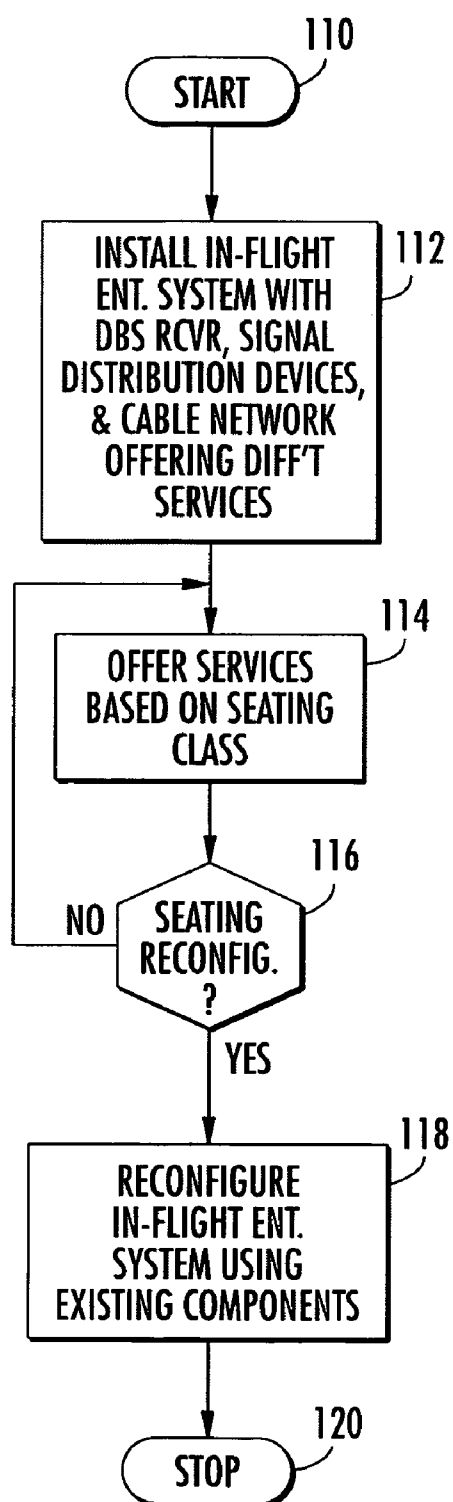 110
START
INSTALL IN-FLIGHT
ENT. SYSTEM WITH
DBS RCVR, SIGNAL
DISTRIBUTION DEVICES,
& CABLE NETWORK
OFFERING DIFF'T
SERVICES
112
114
OFFER SERVICES
BASED ON SEATING
CLASS
116
NO
SEATING
RECONFIG.
?
YES
118
RECONFIGURE
IN-FLIGHT ENT.
SYSTEM USING
EXISTING COMPONENTS
120
STOP